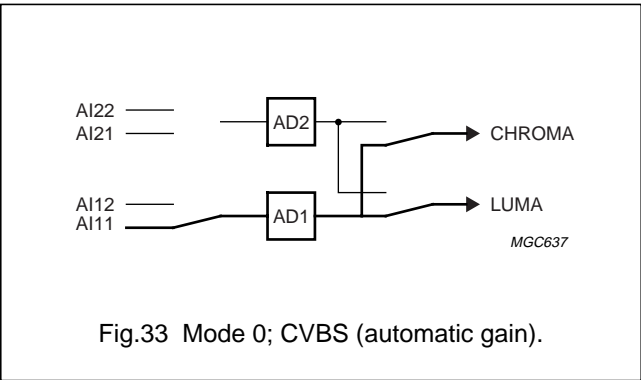 AI22
AI21
AD2
CHROMA
AI12
AI11
AD1
LUMA
MGC637
Fig.33 Mode 0; CVBS (automatic gain).